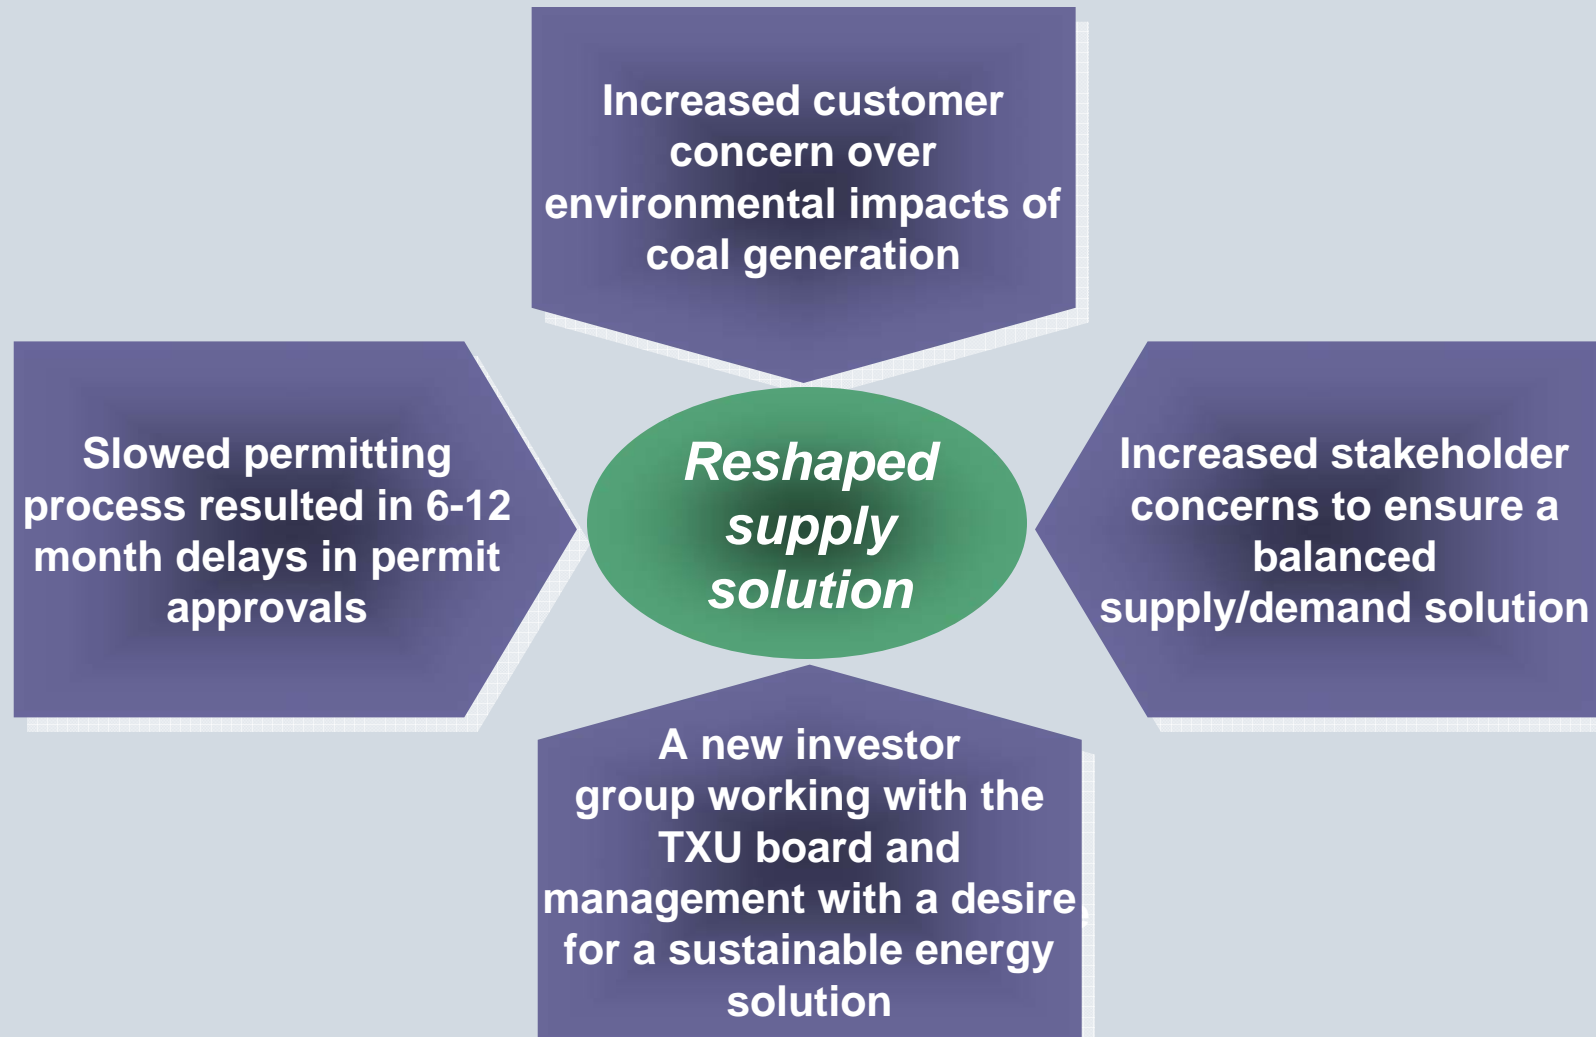 Increased customer
concern over
environmental impacts of
coal generation
Slowed permitting
process resulted in 6-12
month delays in permit
approvals
Reshaped
supply
solution
Increased stakeholder
concerns to ensure a
balanced
supply/demand solution
A new investor
group working with the
TXU board and
management with a desire
for a sustainable energy
solution